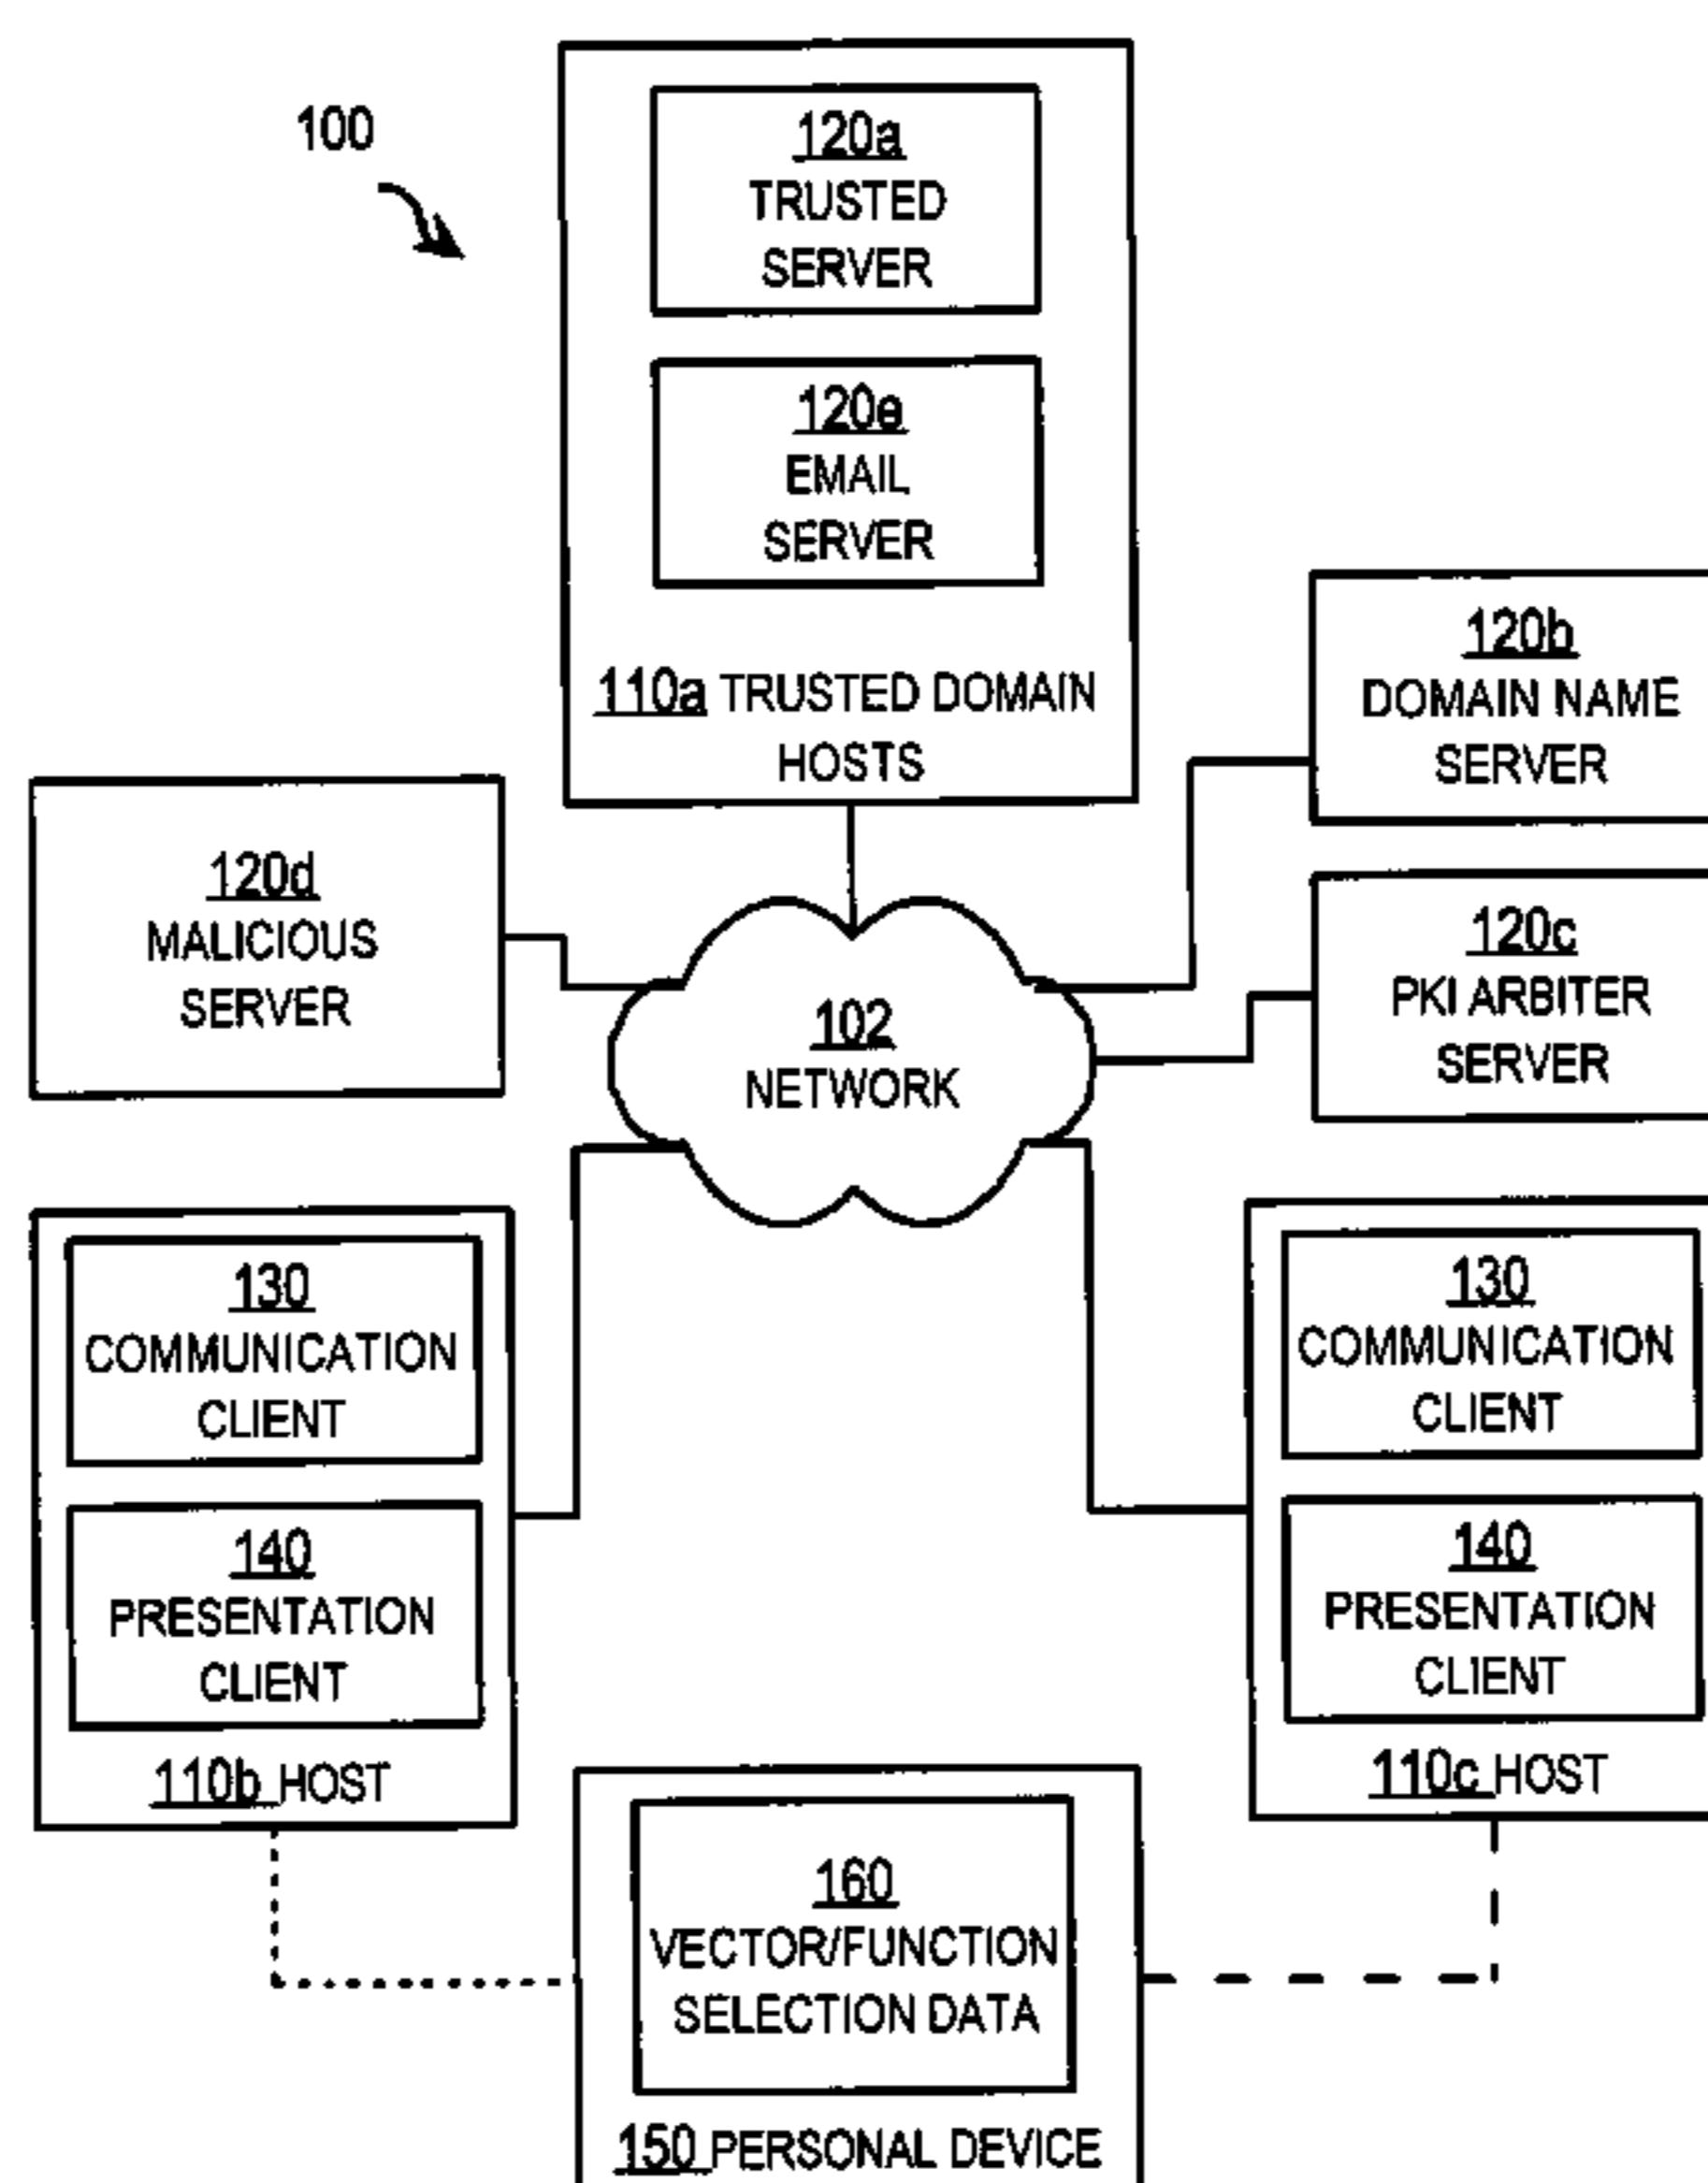 100
120a
TRUSTED
SERVER
120e
EMAIL
SERVER
110a TRUSTED DOMAIN
HOSTS
120b
DOMAIN NAME
SERVER
120d
MALICIOUS
SERVER
120c
PKI ARBITER
SERVER
102
NETWORK
130
COMMUNICATION
CLIENT
140
PRESENTATION
CLIENT
110b HOST
130
COMMUNICATION
CLIENT
140
PRESENTATION
CLIENT
110c HOST
160
VECTOR/FUNCTION
SELECTION DATA
150 PERSONAL DEVICE